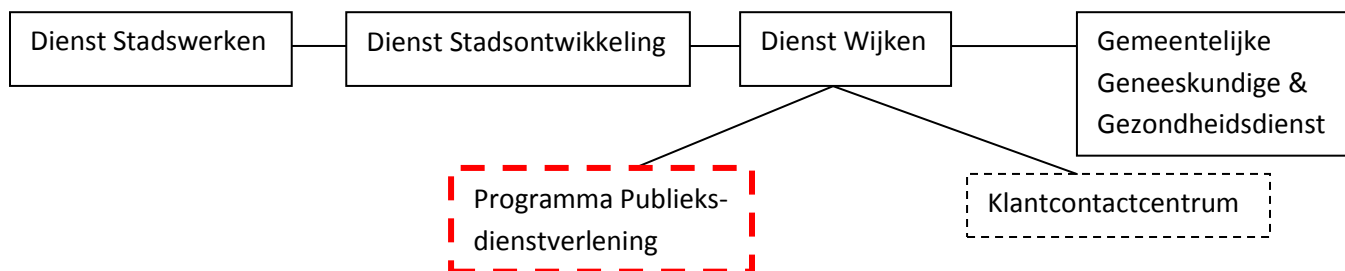 Dienst Stadswerken
Dienst Stadsontwikkeling
Dienst Wijken
Gemeentelijke
Geneeskundige &
Gezondheidsdienst
Programma Publieks-
dienstverlening
Klantcontactcentrum